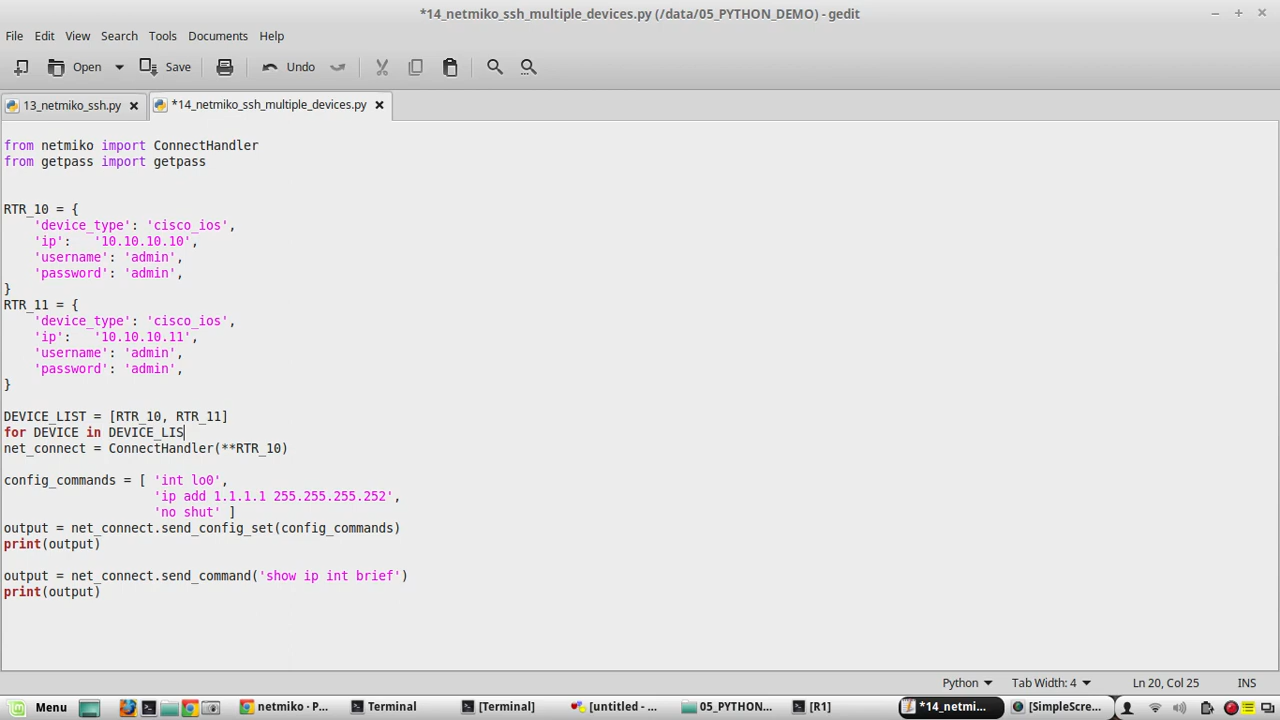 *14_netmiko_ssh_multiple_devices.py (/data/05_PYTHON_DEMO) - gedit
File Edit View Search Tools Documents Help
Open Save Undo
13_netmiko_ssh.py *14_netmiko_ssh_multiple_devices.py
from netmiko import ConnectHandler
from getpass import getpass
RTR_10 = {
'device_type': 'cisco_ios',
'ip': '10.10.10.10',
'username': 'admin',
'password': 'admin',
}
RTR_11 = {
'device_type': 'cisco_ios',
'ip': '10.10.10.11',
'username': 'admin',
'password': 'admin',
}
DEVICE_LIST = [RTR_10, RTR_11]
for DEVICE in DEVICE_LIS
net_connect = ConnectHandler(**RTR_10)
config_commands = [ 'int lo0',
'ip add 1.1.1.1 255.255.255.252',
'no shut' ]
output = net_connect.send_config_set(config_commands)
print(output)
output = net_connect.send_command('show ip int brief')
print(output)
Python Tab Width: 4 Ln 20, Col 25 INS
Menu netmiko · P... Terminal [Terminal] [untitled - ... 05_PYTHON... [R1] *14_netmi... [SimpleScre...